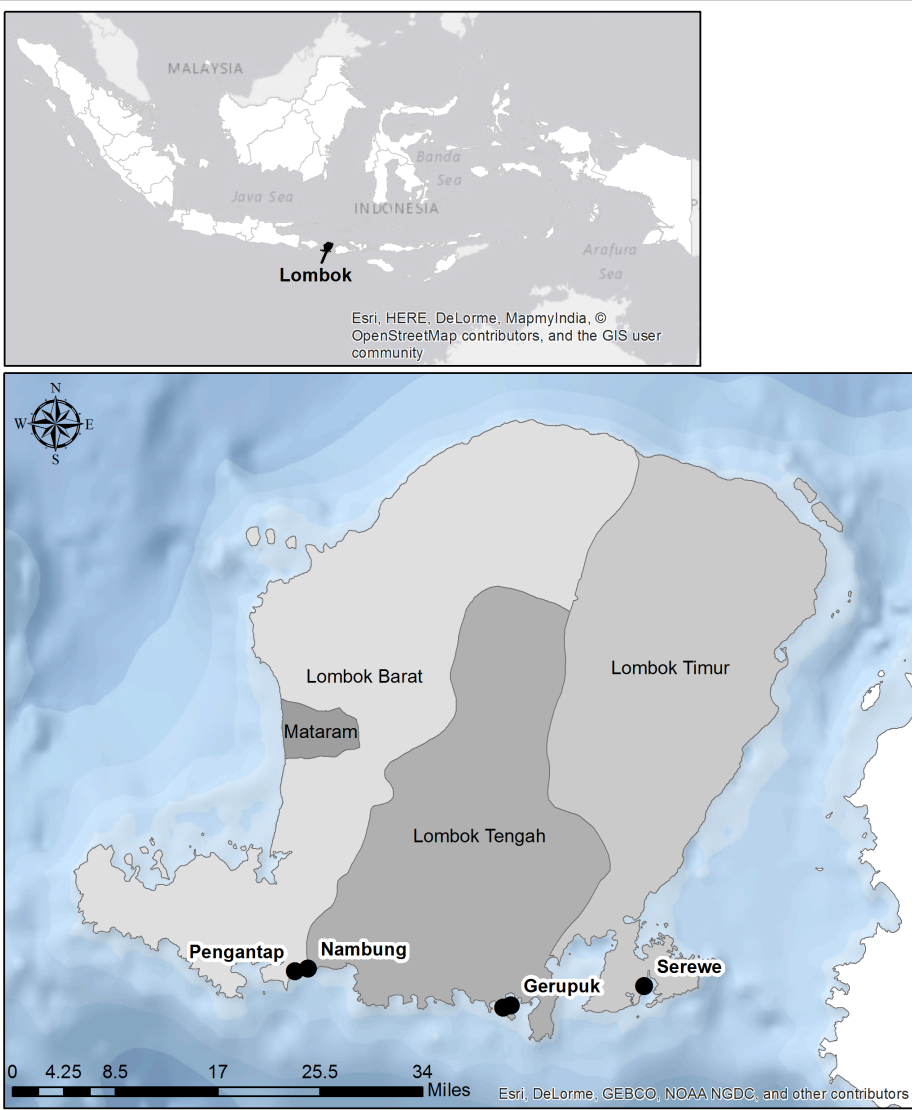 MALAYSIA
Banda
Sea
Java Sea
INDONESIA
P
Arafura
Sea
Lombok
Esri, HERE, DeLorme, MapmyIndia, ©
OpenStreetMap contributors, and the GIS user
community
N
W E
S
Lombok Barat
Lombok Timur
Mataram
Lombok Tengah
Pengantap
Nambung
Serewe
Gerupuk
0 4.25 8.5 17 25.5 34
Miles
Esri, DeLorme, GEBCO, NOAA NGDC, and other contributors